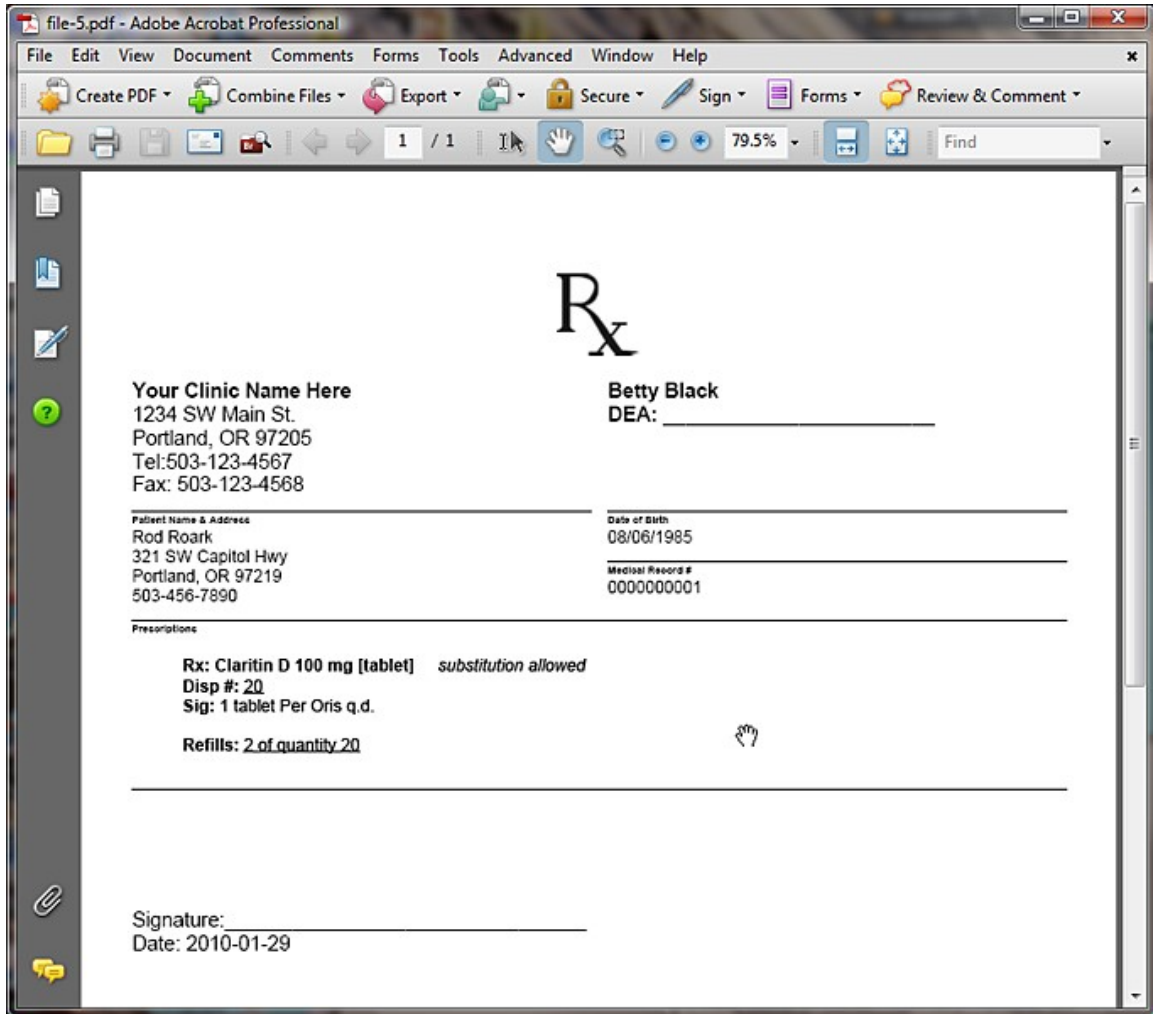 file-5.pdf - Adobe Acrobat Professional
File Edit View Document Comments Forms Tools Advanced Window Help
Create PDF Combine Files Export Secure Sign Forms Review & Comment
1 / 1 79.5% Find
Rx
Your Clinic Name Here
1234 SW Main St.
Portland, OR 97205
Tel:503-123-4567
Fax: 503-123-4568
Betty Black
DEA: ________________________
Patient Name & Address
Rod Roark
321 SW Capitol Hwy
Portland, OR 97219
503-456-7890
Date of Birth
08/06/1985
Medical Record #
0000000001
Prescriptions
Rx: Claritin D 100 mg [tablet] substitution allowed
Disp #: 20
Sig: 1 tablet Per Oris q.d.
Refills: 2 of quantity 20
Signature:________________________________
Date: 2010-01-29